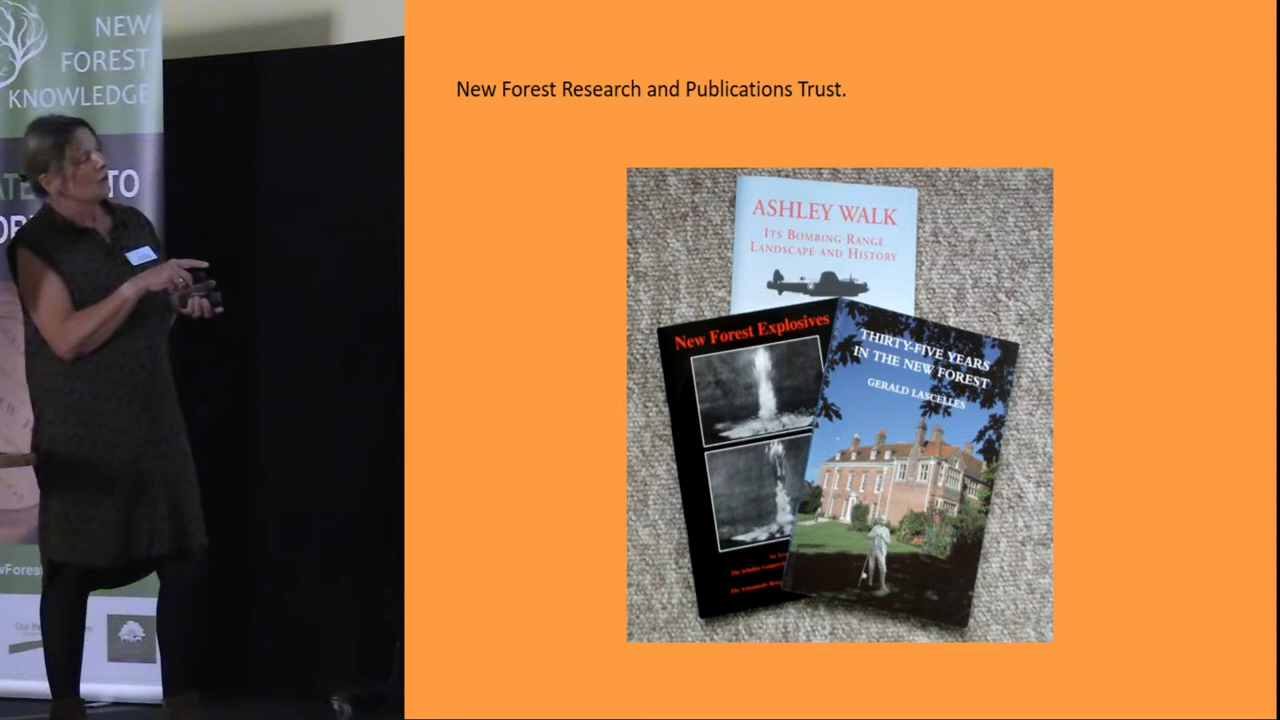 NEW
FOREST
KNOWLEDGE
TO
New Forest Research and Publications Trust.
ASHLEY WALK
ITS BOMBING RANGE
LANDSCAPE AND HISTORY
New Forest Explosives
THIRTY-FIVE YEARS
IN THE NEW FOREST
GERALD LASCELLES